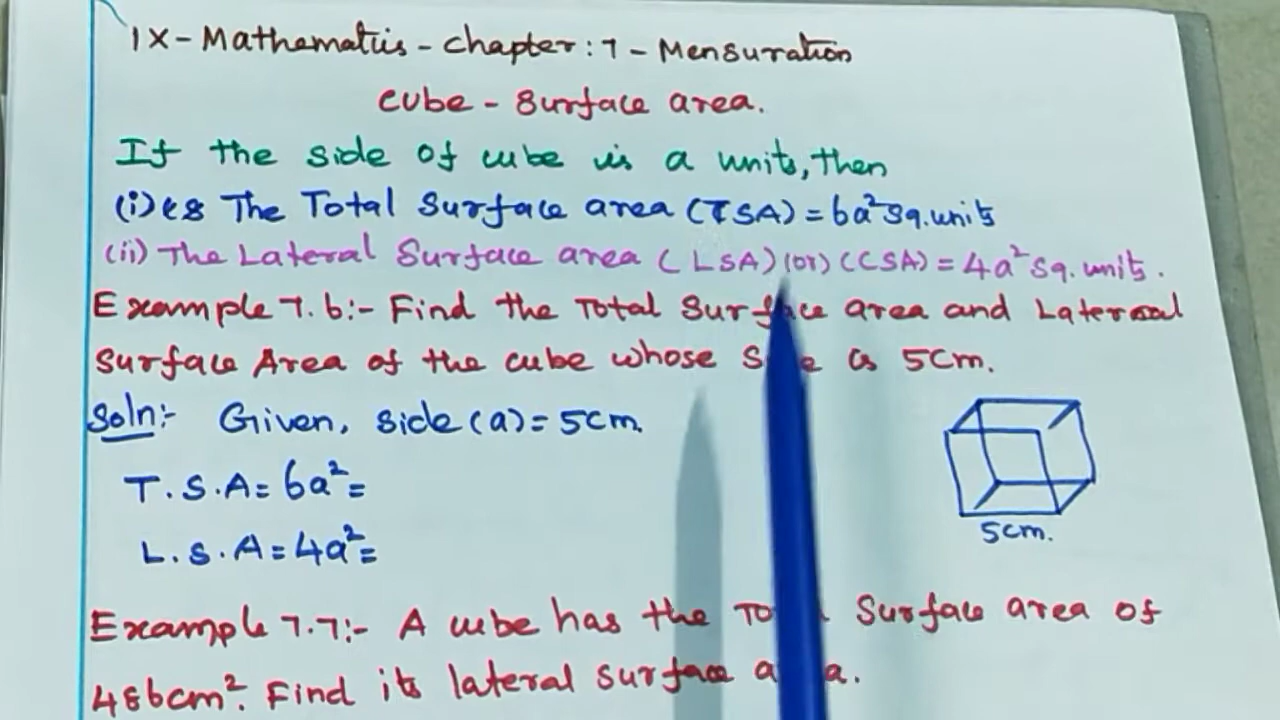 IX - Mathematics - Chapter: 7 - Mensuration
Cube - Surface area.
If the side of cube is a units, then
(i) The Total Surface area (TSA) = 6a² sq. units
(ii) The Lateral Surface area (LSA) (or) (CSA) = 4a² sq. units.
Example 7.6:- Find the Total Surface area and Lateral
Surface Area of the cube whose is 5cm.
Soln:- Given, side (a) = 5cm.
T.S.A = 6a² =
L.S.A = 4a² =
5cm.
Example 7.7:- A cube has the Surface area of
486cm². Find its lateral surface